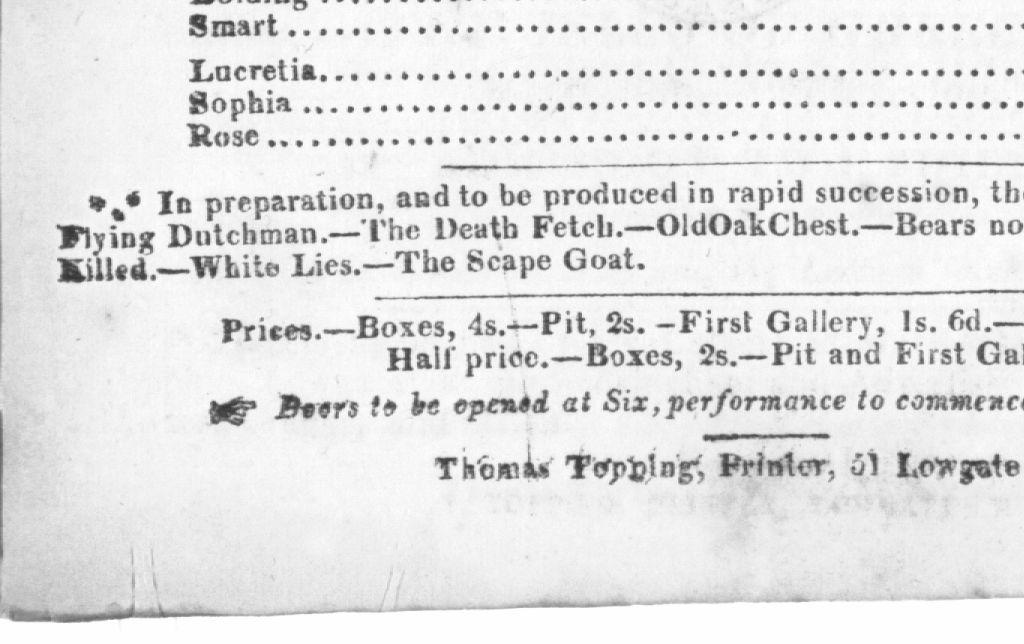 Smart ........................................
Lucretia........................................
Sophia ........................................
Rose ........................................
*⁎* In preparation, and to be produced in rapid succession, the
Flying Dutchman.—The Death Fetch.—OldOakChest.—Bears no
Killed.—White Lies.—The Scape Goat.
Prices.—Boxes, 4s.—Pit, 2s. –First Gallery, 1s. 6d.—
Half price.—Boxes, 2s.—Pit and First Gal
☞ Doors to be opened at Six, performance to commence
Thomas Topping, Printer, 51 Lowgate